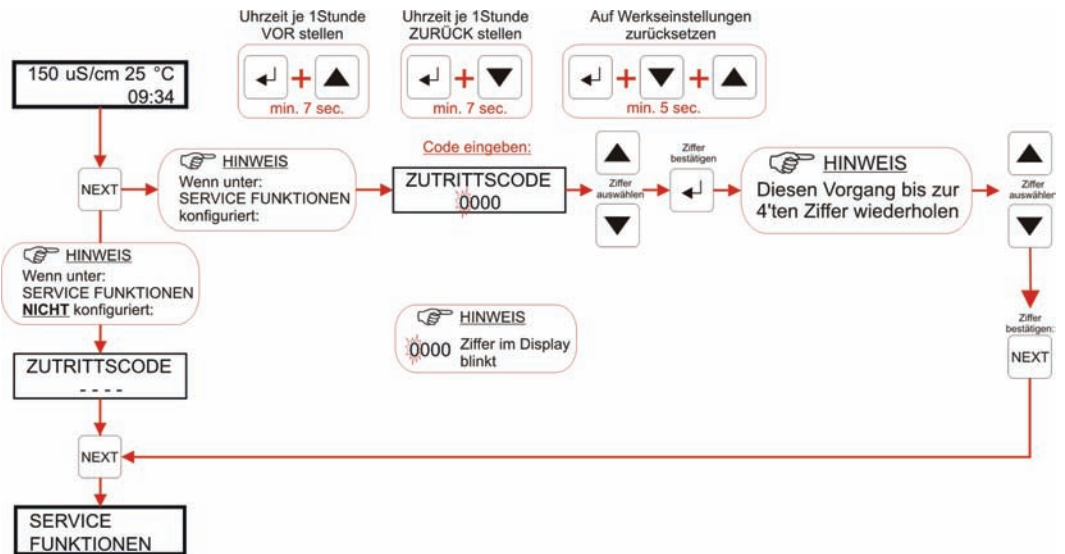 Uhrzeit je 1Stunde
VOR stellen
min. 7 sec.
Uhrzeit je 1Stunde
ZURÜCK stellen
min. 7 sec.
Auf Werkseinstellungen
zurücksetzen
min. 5 sec.
150 uS/cm 25 °C
09:34
NEXT
HINWEIS
Wenn unter:
SERVICE FUNKTIONEN
konfiguriert:
Code eingeben:
ZUTRITTSCODE
0000
Ziffer
auswählen
Ziffer
bestätigen
HINWEIS
Diesen Vorgang bis zur
4'ten Ziffer wiederholen
Ziffer
auswählen
HINWEIS
Wenn unter:
SERVICE FUNKTIONEN
NICHT konfiguriert:
HINWEIS
0000 Ziffer im Display
blinkt
Ziffer
bestätigen:
NEXT
ZUTRITTSCODE
- - - -
NEXT
SERVICE
FUNKTIONEN